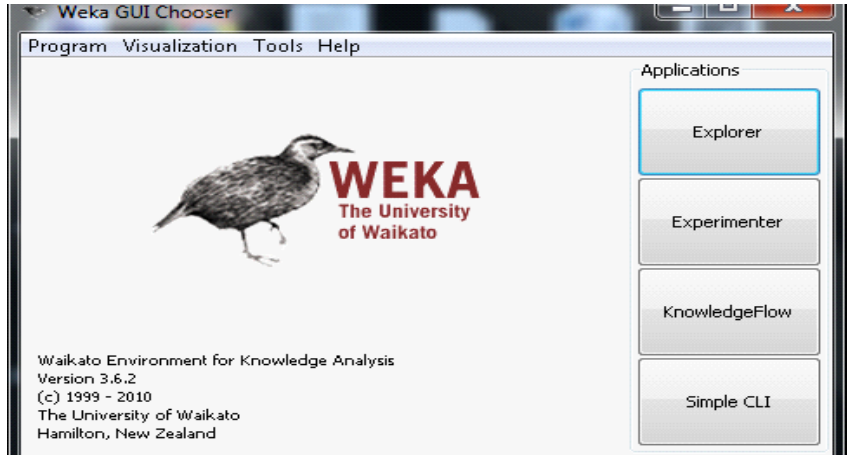 Weka GUI Chooser
Program Visualization Tools Help
Applications
Explorer
WEKA
The University
of Waikato
Experimenter
KnowledgeFlow
Waikato Environment for Knowledge Analysis
Version 3.6.2
(c) 1999 - 2010
The University of Waikato
Hamilton, New Zealand
Simple CLI